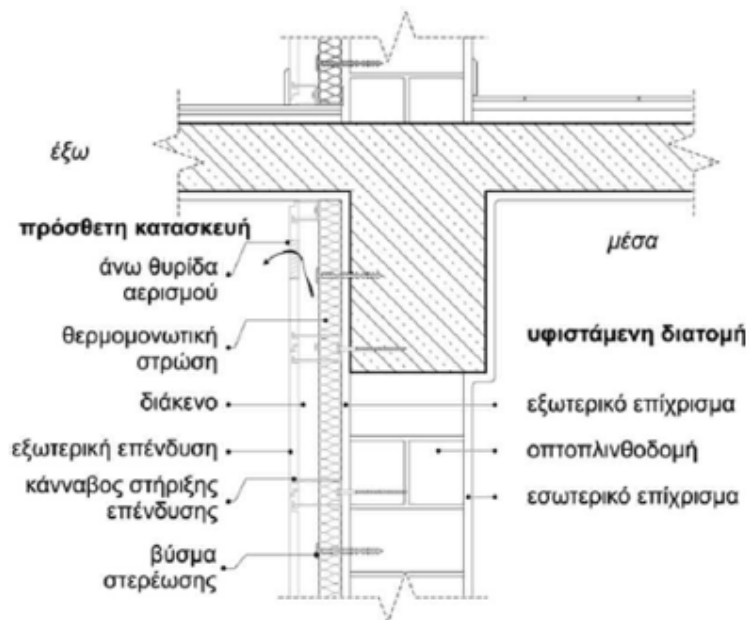 έξω
πρόσθετη κατασκευή
άνω θυρίδα
αερισμού
θερμομονωτική
στρώση
διάκενο
εξωτερική επένδυση
κάνναβος στήριξης
επένδυσης
βύσμα
στερέωσης
μέσα
υφιστάμενη διατομή
εξωτερικό επίχρισμα
οπτοπλινθοδομή
εσωτερικό επίχρισμα